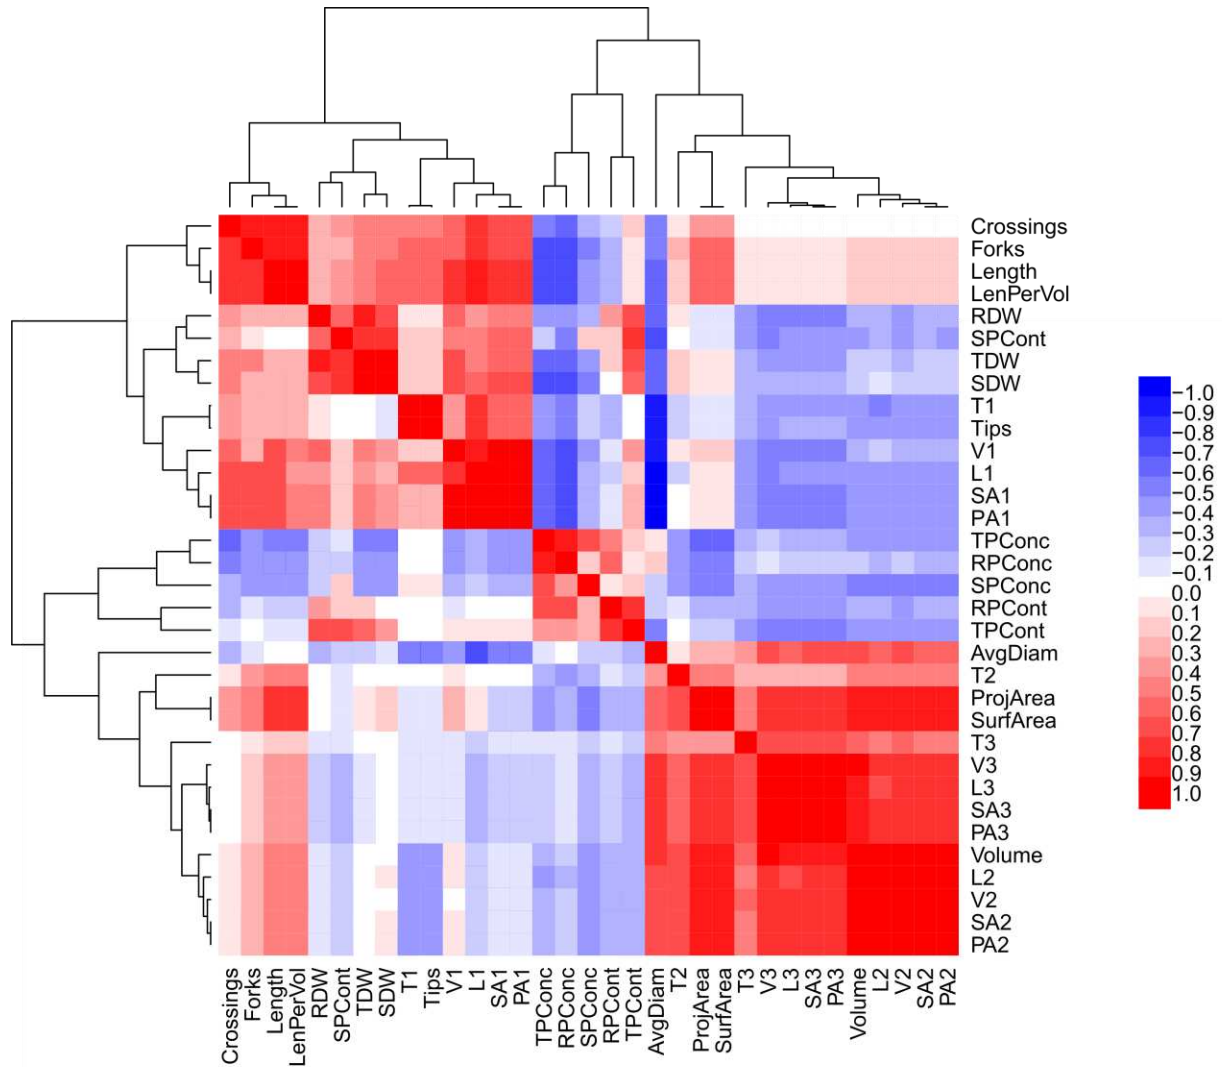 Crossings
Forks
Length
LenPerVol
RDW
SPCont
TDW
SDW
T1
Tips
V1
L1
SA1
PA1
TPConc
RPConc
SPConc
RPCont
TPCont
AvgDiam
T2
ProjArea
SurfArea
T3
V3
L3
SA3
PA3
Volume
L2
V2
SA2
PA2
−1.0
−0.9
−0.8
−0.7
−0.6
−0.5
−0.4
−0.3
−0.2
−0.1
0.0
0.1
0.2
0.3
0.4
0.5
0.6
0.7
0.8
0.9
1.0
Crossings
Forks
Length
LenPerVol
RDW
SPCont
TDW
SDW
T1
Tips
V1
L1
SA1
PA1
TPConc
RPConc
SPConc
RPCont
TPCont
AvgDiam
T2
ProjArea
SurfArea
T3
V3
L3
SA3
PA3
Volume
L2
V2
SA2
PA2